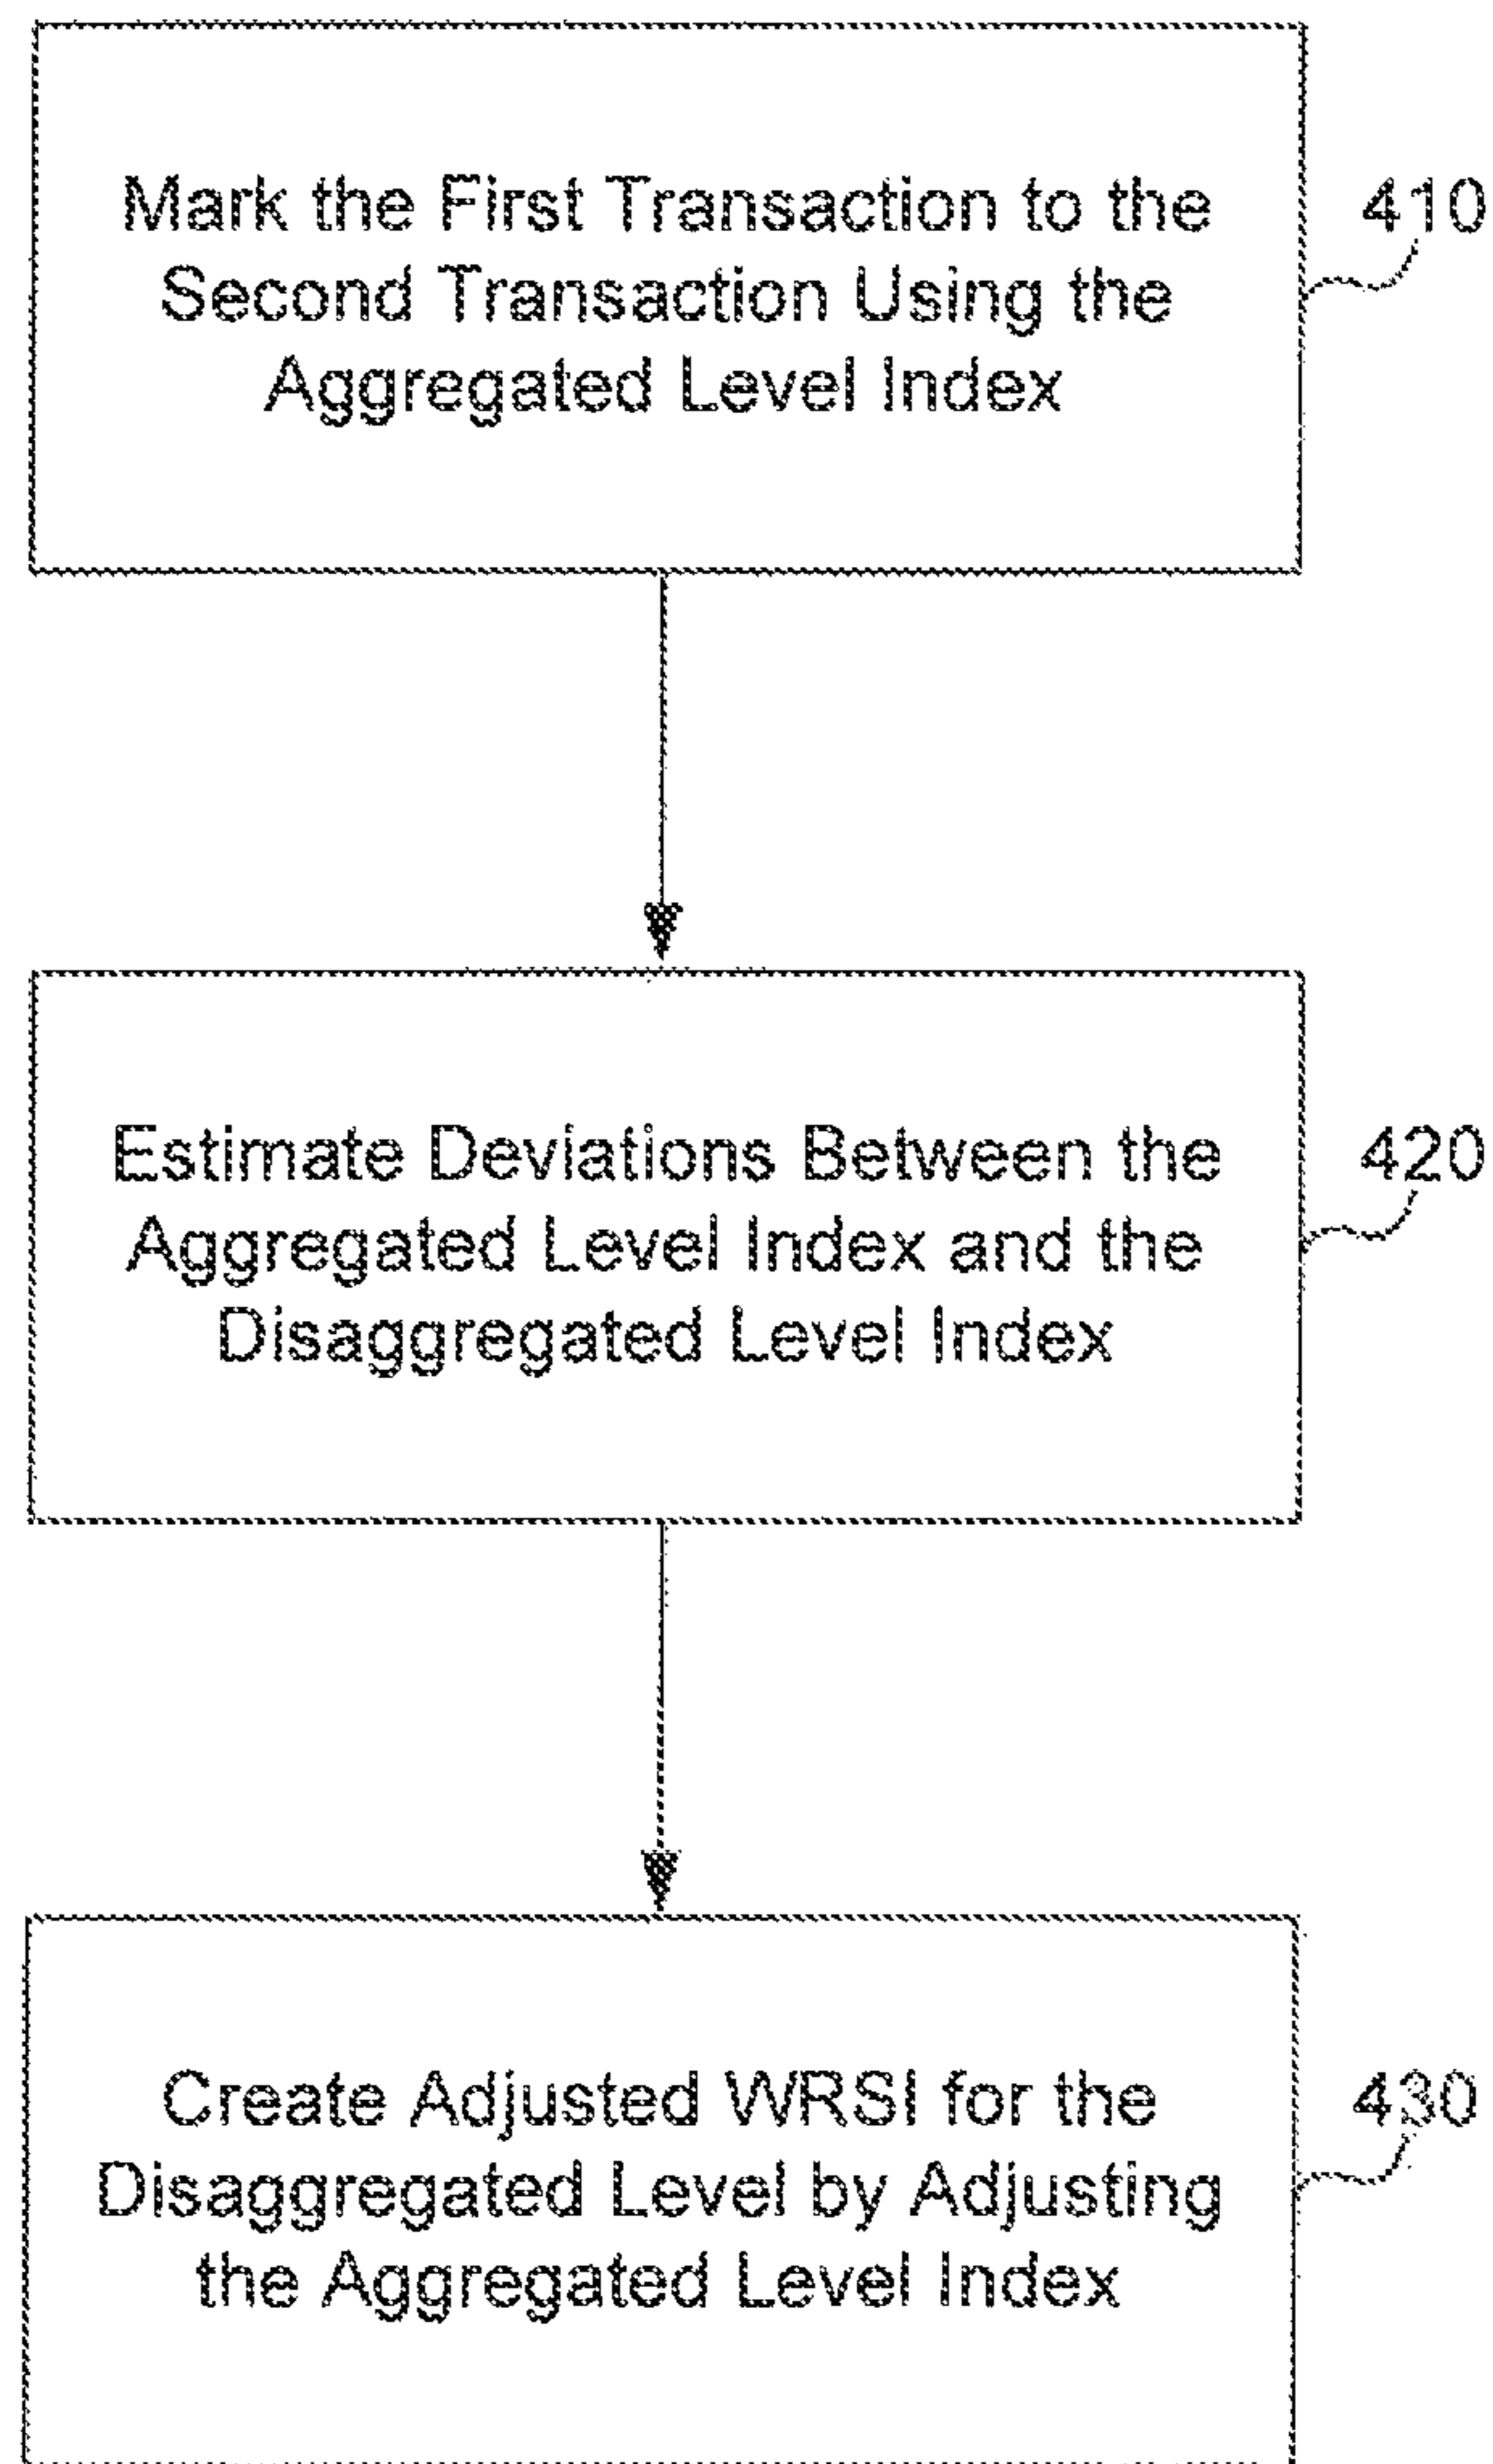 Mark the First Transaction to the
Second Transaction Using the
Aggregated Level Index
410
Estimate Deviations Between the
Aggregated Level Index and the
Disaggregated Level Index
420
Create Adjusted WRSI for the
Disaggregated Level by Adjusting
the Aggregated Level Index
430